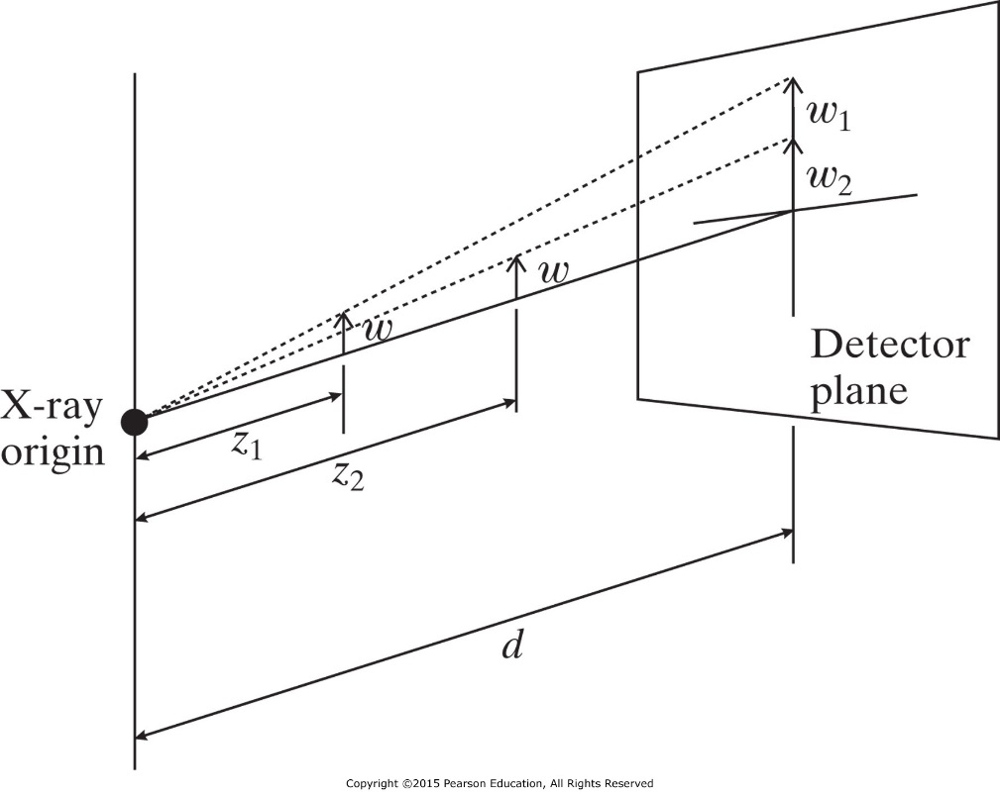 w₁
w₂
w
w
Detector
plane
X-ray
origin
z₁
z₂
d
Copyright ©2015 Pearson Education, All Rights Reserved